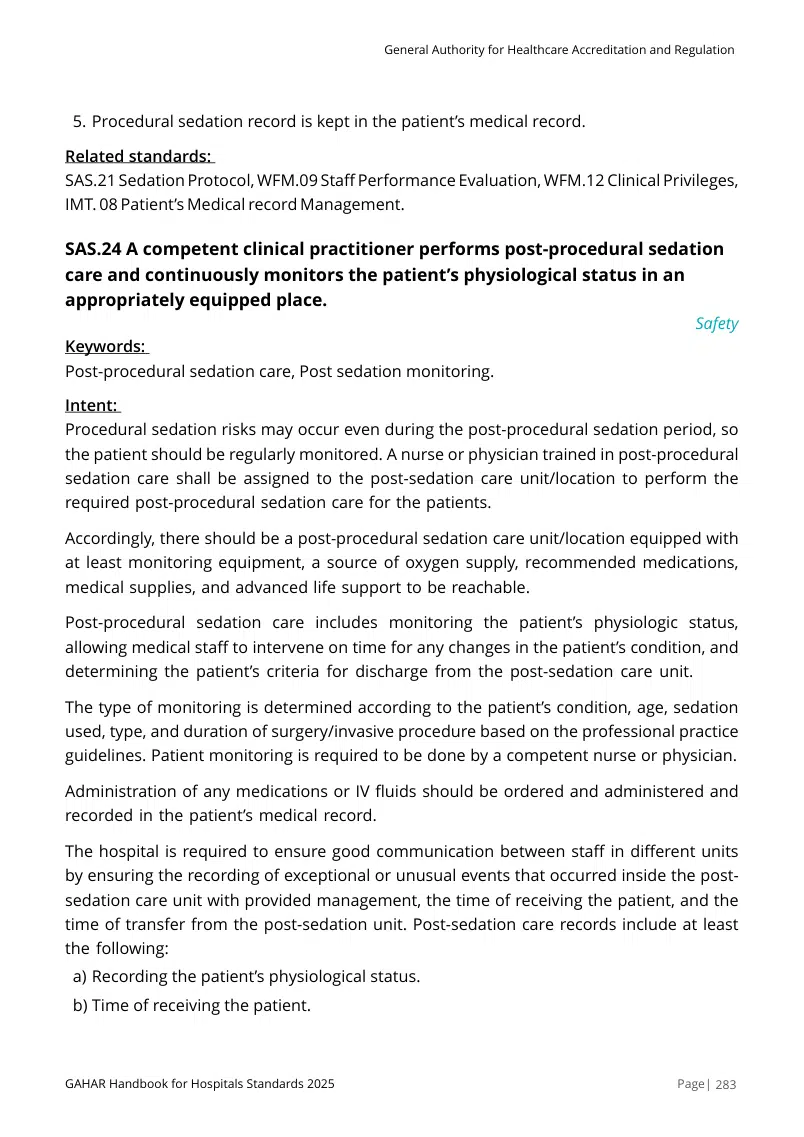 General Authority for Healthcare Accreditation and Regulation
5. Procedural sedation record is kept in the patient’s medical record.
Related standards:
SAS.21 Sedation Protocol, WFM.09 Staff Performance Evaluation, WFM.12 Clinical Privileges,
IMT. 08 Patient’s Medical record Management.
SAS.24 A competent clinical practitioner performs post-procedural sedation
care and continuously monitors the patient’s physiological status in an
appropriately equipped place.
Safety
Keywords:
Post-procedural sedation care, Post sedation monitoring.
Intent:
Procedural sedation risks may occur even during the post-procedural sedation period, so
the patient should be regularly monitored. A nurse or physician trained in post-procedural
sedation care shall be assigned to the post-sedation care unit/location to perform the
required post-procedural sedation care for the patients.
Accordingly, there should be a post-procedural sedation care unit/location equipped with
at least monitoring equipment, a source of oxygen supply, recommended medications,
medical supplies, and advanced life support to be reachable.
Post-procedural sedation care includes monitoring the patient’s physiologic status,
allowing medical staff to intervene on time for any changes in the patient’s condition, and
determining the patient’s criteria for discharge from the post-sedation care unit.
The type of monitoring is determined according to the patient’s condition, age, sedation
used, type, and duration of surgery/invasive procedure based on the professional practice
guidelines. Patient monitoring is required to be done by a competent nurse or physician.
Administration of any medications or IV fluids should be ordered and administered and
recorded in the patient’s medical record.
The hospital is required to ensure good communication between staff in different units
by ensuring the recording of exceptional or unusual events that occurred inside the post-
sedation care unit with provided management, the time of receiving the patient, and the
time of transfer from the post-sedation unit. Post-sedation care records include at least
the following:
a) Recording the patient’s physiological status.
b) Time of receiving the patient.
GAHAR Handbook for Hospitals Standards 2025
Page| 283